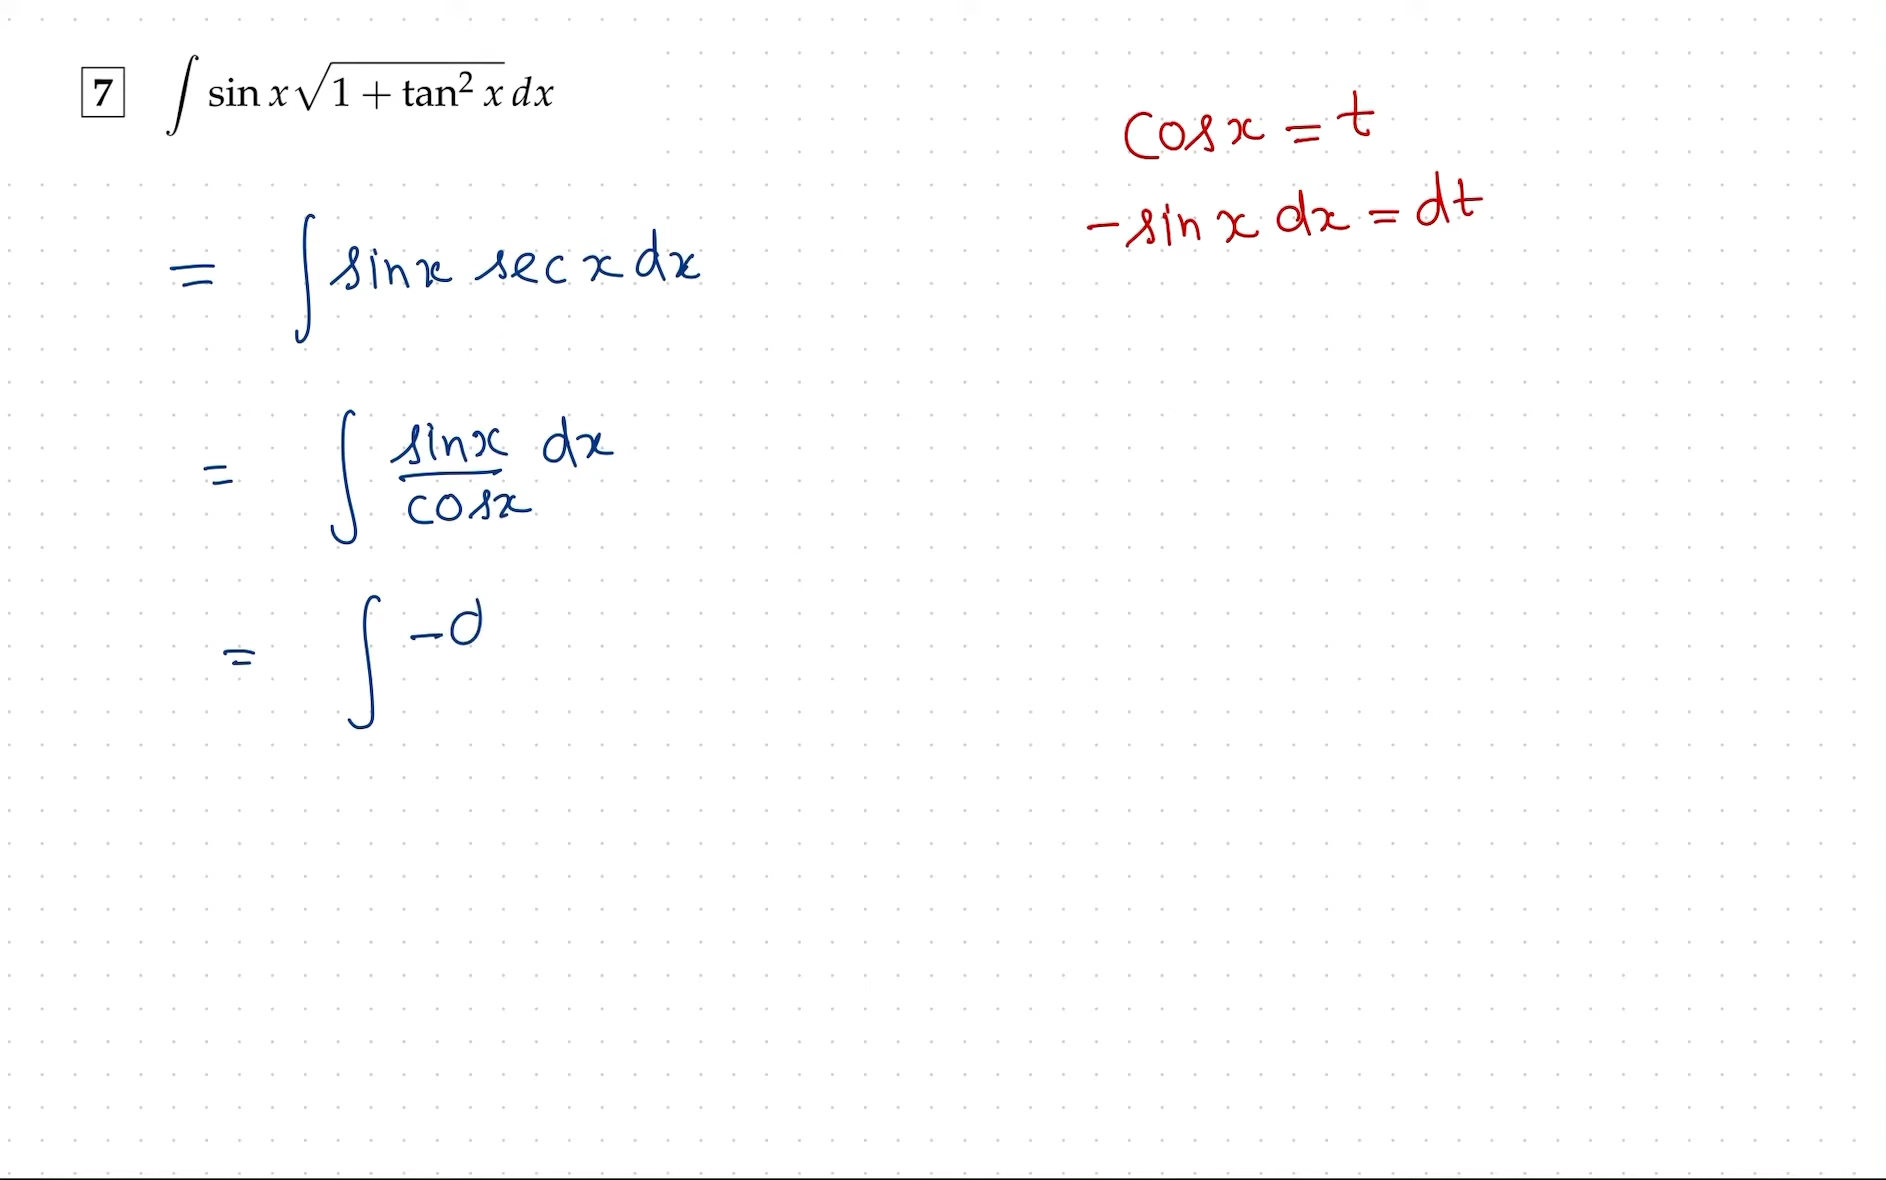 7 ∫ sin x √(1 + tan² x) dx
cos x = t
-sin x dx = dt
= ∫ sin x sec x dx
= ∫ sin x / cos x dx
= ∫ -d